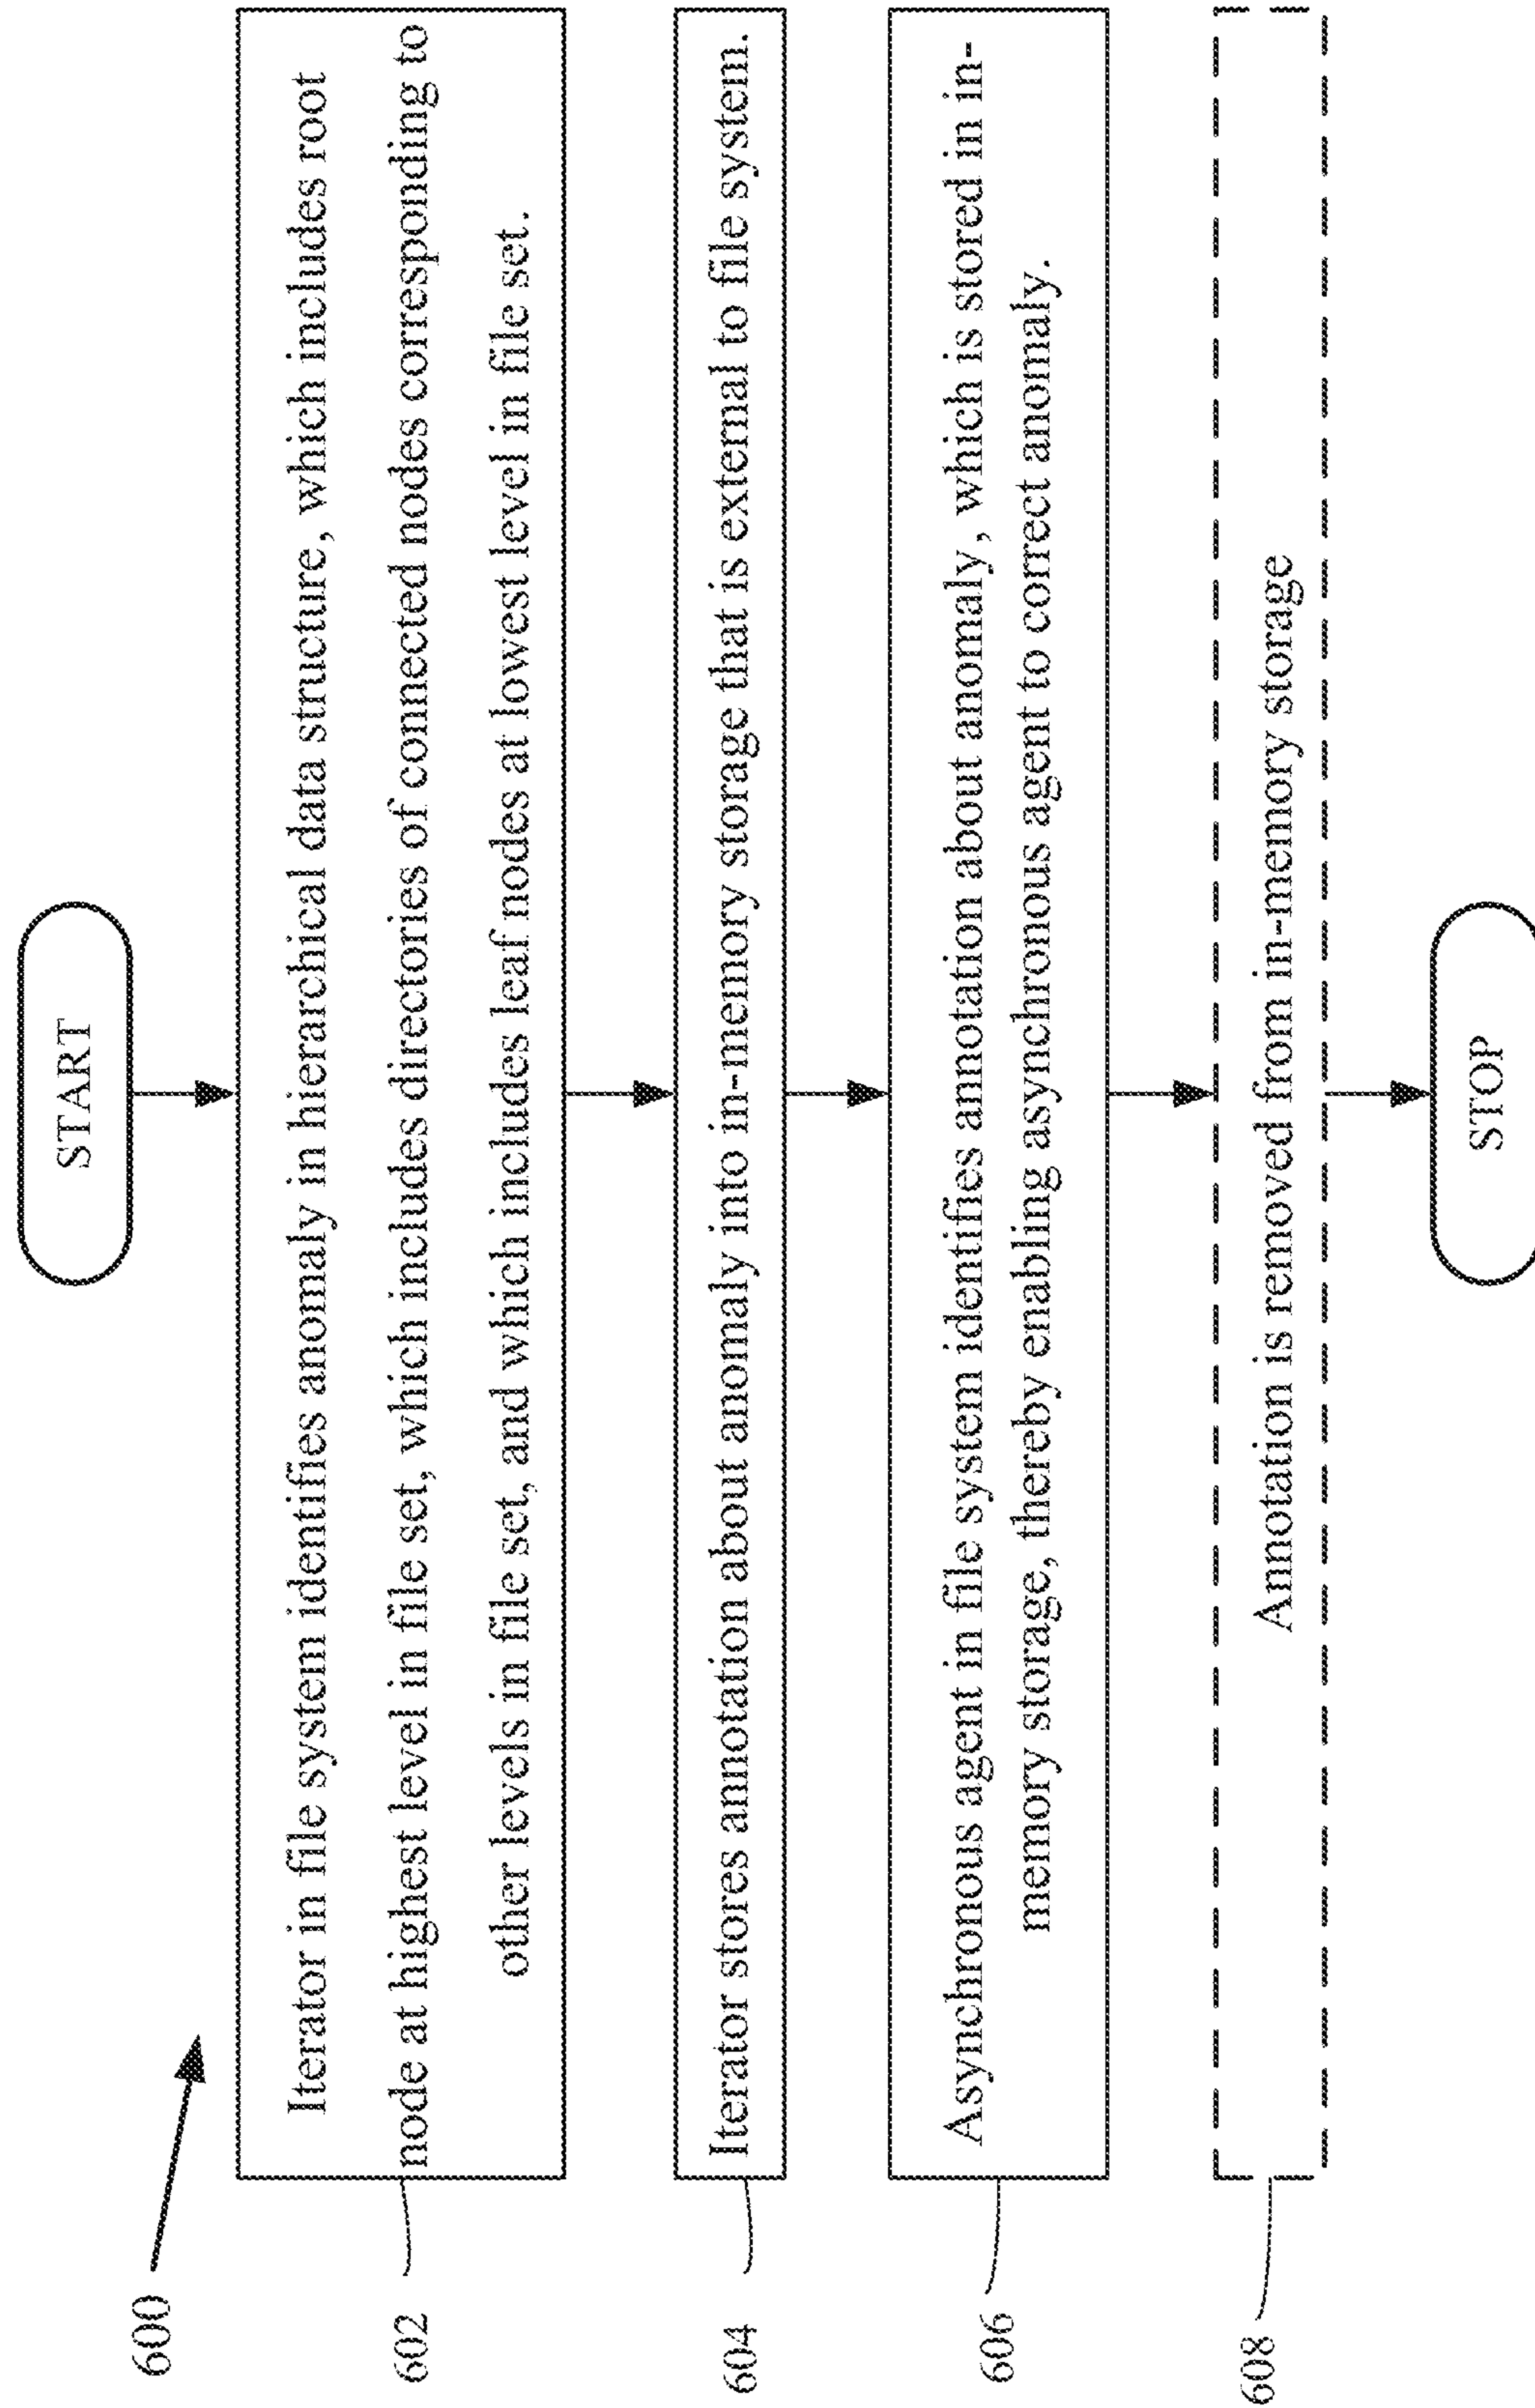 600
START
602
Iterator in file system identifies anomaly in hierarchical data structure, which includes root
node at highest level in file set, which includes directories of connected nodes corresponding to
other levels in file set, and which includes leaf nodes at lowest level in file set.
604
Iterator stores annotation about anomaly into in-memory storage that is external to file system.
606
Asynchronous agent in file system identifies annotation about anomaly, which is stored in in-
memory storage, thereby enabling asynchronous agent to correct anomaly.
608
Annotation is removed from in-memory storage
STOP